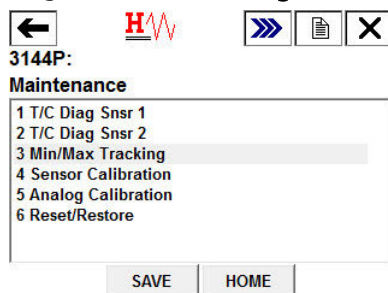 H
3144P:
Maintenance
1 T/C Diag Snsr 1
2 T/C Diag Snsr 2
3 Min/Max Tracking
4 Sensor Calibration
5 Analog Calibration
6 Reset/Restore
SAVE HOME